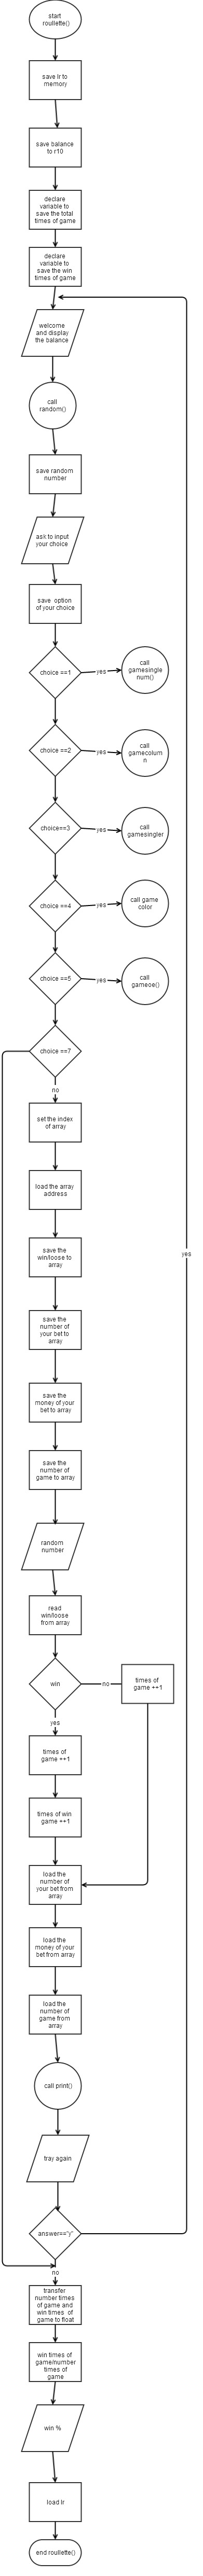 start
roullette()
save lr to
memory
save balance
to r10
declare
variable to
save the total
times of game
declare
variable to
save the win
times of game
welcome
and display
the balance
call
random()
save random
number
ask to input
your choice
save option
of your choice
choice ==1
yes
call
gamesingle
num()
choice ==2
yes
call
gamecolum
n
choice==3
yes
call
gamesingler
choice ==4
yes
call game
color
choice ==5
yes
call
gameoe()
choice ==7
no
set the index
of array
load the array
address
save the
win/loose to
array
yes
save the
number of
your bet to
array
save the
money of your
bet to array
save the
number of
game to array
random
number
read
win/loose
from array
win
no
times of
game ++1
yes
times of
game ++1
times of win
game ++1
load the
number of
your bet from
array
load the
money of your
bet from array
load the
number of
game from
array
call print()
tray again
answer=="y"
no
transfer
number times
of game and
win times of
game to float
win times of
game/number
times of
game
win %
load lr
end roullette()